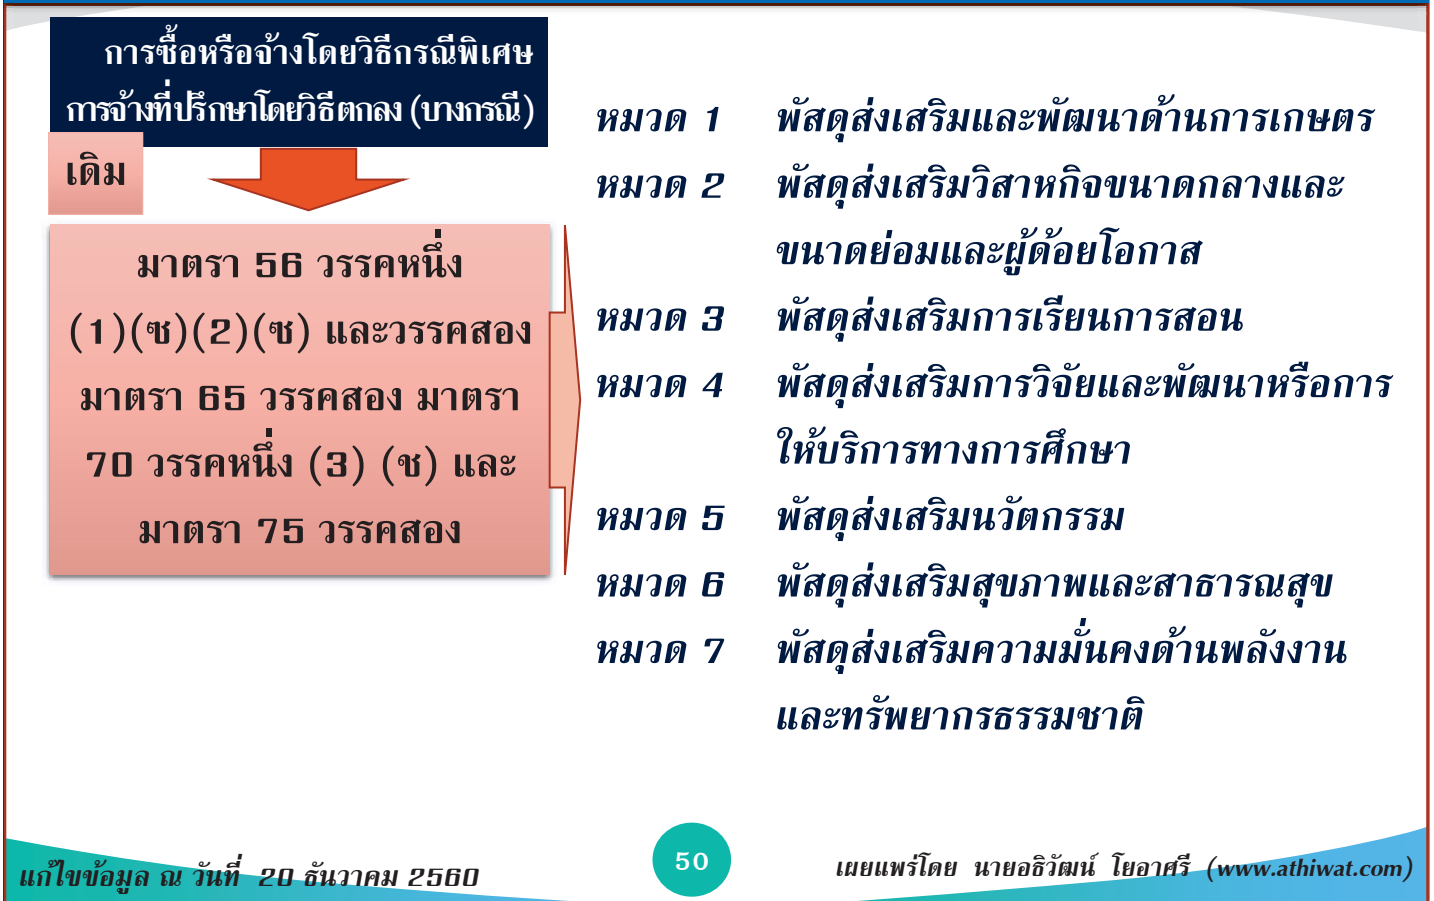 การซื้อหรือจ้างโดยวิธีกรณีพิเศษ
การจ้างที่ปรึกษาโดยวิธีตกลง (บางกรณี)
เดิม
มาตรา 56 วรรคหนึ่ง
(1)(ซ)(2)(ซ) และวรรคสอง
มาตรา 65 วรรคสอง มาตรา
70 วรรคหนึ่ง (3) (ช) และ
มาตรา 75 วรรคสอง
หมวด 1 พัสดุส่งเสริมและพัฒนาด้านการเกษตร
หมวด 2 พัสดุส่งเสริมวิสาหกิจขนาดกลางและ
ขนาดย่อมและผู้ด้อยโอกาส
หมวด 3 พัสดุส่งเสริมการเรียนการสอน
หมวด 4 พัสดุส่งเสริมการวิจัยและพัฒนาหรือการ
ให้บริการทางการศึกษา
หมวด 5 พัสดุส่งเสริมนวัตกรรม
หมวด 6 พัสดุส่งเสริมสุขภาพและสาธารณสุข
หมวด 7 พัสดุส่งเสริมความมั่นคงด้านพลังงาน
และทรัพยากรธรรมชาติ
แก้ไขข้อมูล ณ วันที่ 20 ธันวาคม 2560
50
เผยแพร่โดย นายอธิวัฒน์ โยอาศรี (www.athiwat.com)